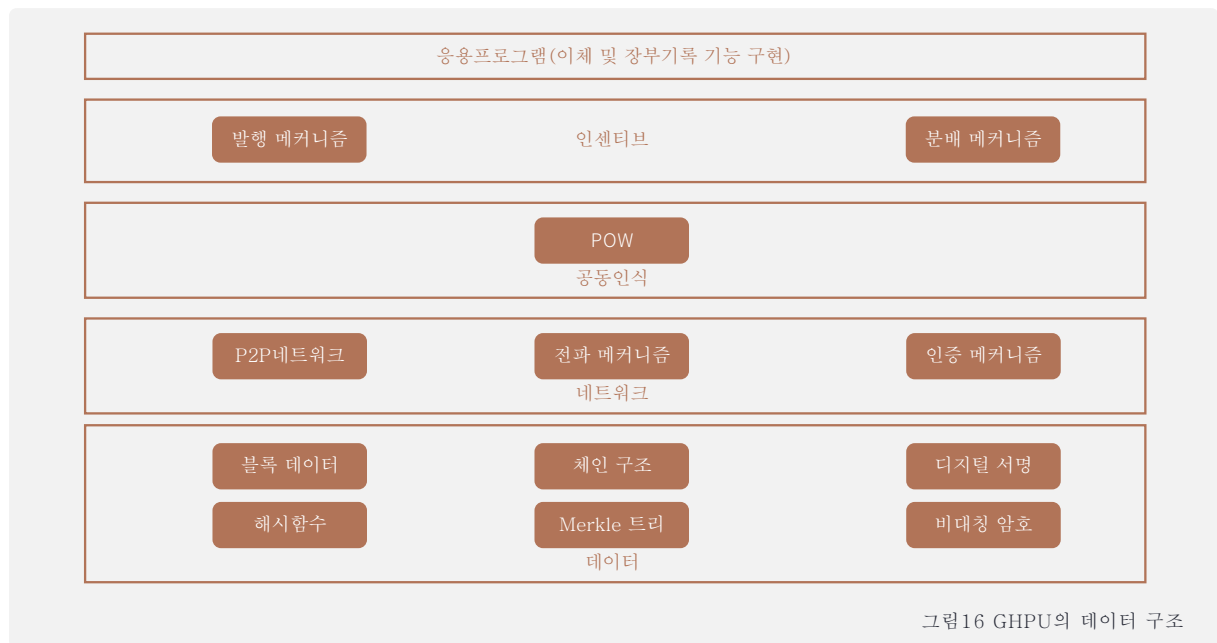 응용프로그램(이체 및 장부기록 기능 구현)
발행 메커니즘 인센티브 분배 메커니즘
POW
공동인식
P2P네트워크 전파 메커니즘 인증 메커니즘
네트워크
블록 데이터 체인 구조 디지털 서명
해시함수 Merkle 트리 비대칭 암호
데이터
그림16 GHPU의 데이터 구조